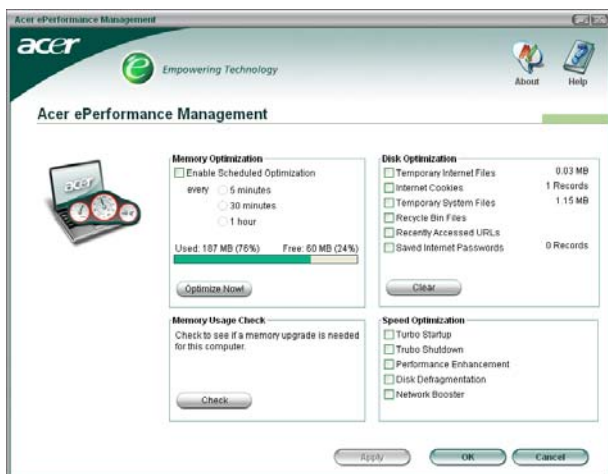 Acer ePerformance Management
acer
Empowering Technology
About
Help
Acer ePerformance Management
acer
Memory Optimization
Enable Scheduled Optimization
every 5 minutes
30 minutes
1 hour
Used: 187 MB (76%) Free: 60 MB (24%)
Optimize Now!
Memory Usage Check
Check to see if a memory upgrade is needed
for this computer.
Check
Disk Optimization
Temporary Internet Files 0.03 MB
Internet Cookies 1 Records
Temporary System Files 1.15 MB
Recycle Bin Files
Recently Accessed URLs
Saved Internet Passwords 0 Records
Clear
Speed Optimization
Turbo Startup
Trubo Shutdown
Performance Enhancement
Disk Defragmentation
Network Booster
Apply
OK
Cancel